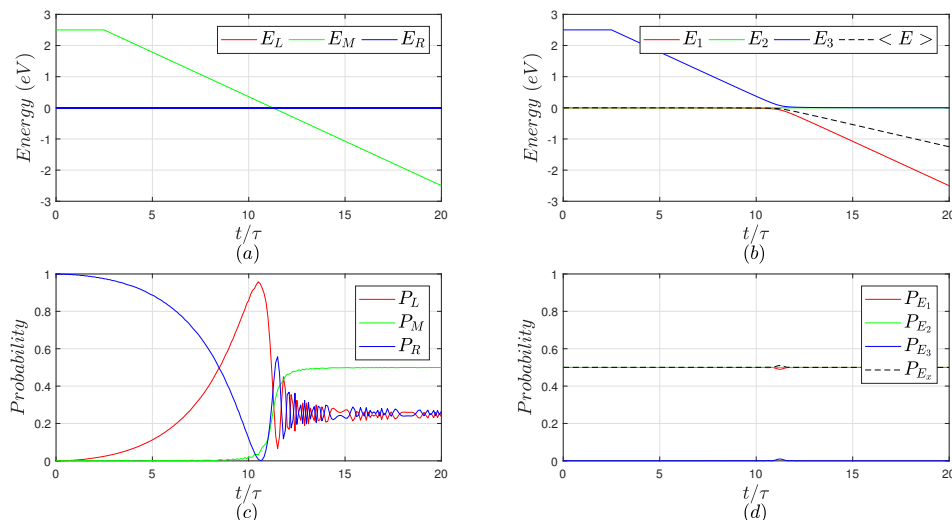 E_L E_M E_R
Energy (eV)
3
2
1
0
-1
-2
-3
0 5 10 15 20
t/τ
(a)
E_1 E_2 E_3 < E >
Energy (eV)
3
2
1
0
-1
-2
-3
0 5 10 15 20
t/τ
(b)
P_L
P_M
P_R
Probability
1
0.8
0.6
0.4
0.2
0
0 5 10 15 20
t/τ
(c)
P_{E_1}
P_{E_2}
P_{E_3}
P_{E_x}
Probability
1
0.8
0.6
0.4
0.2
0
0 5 10 15 20
t/τ
(d)